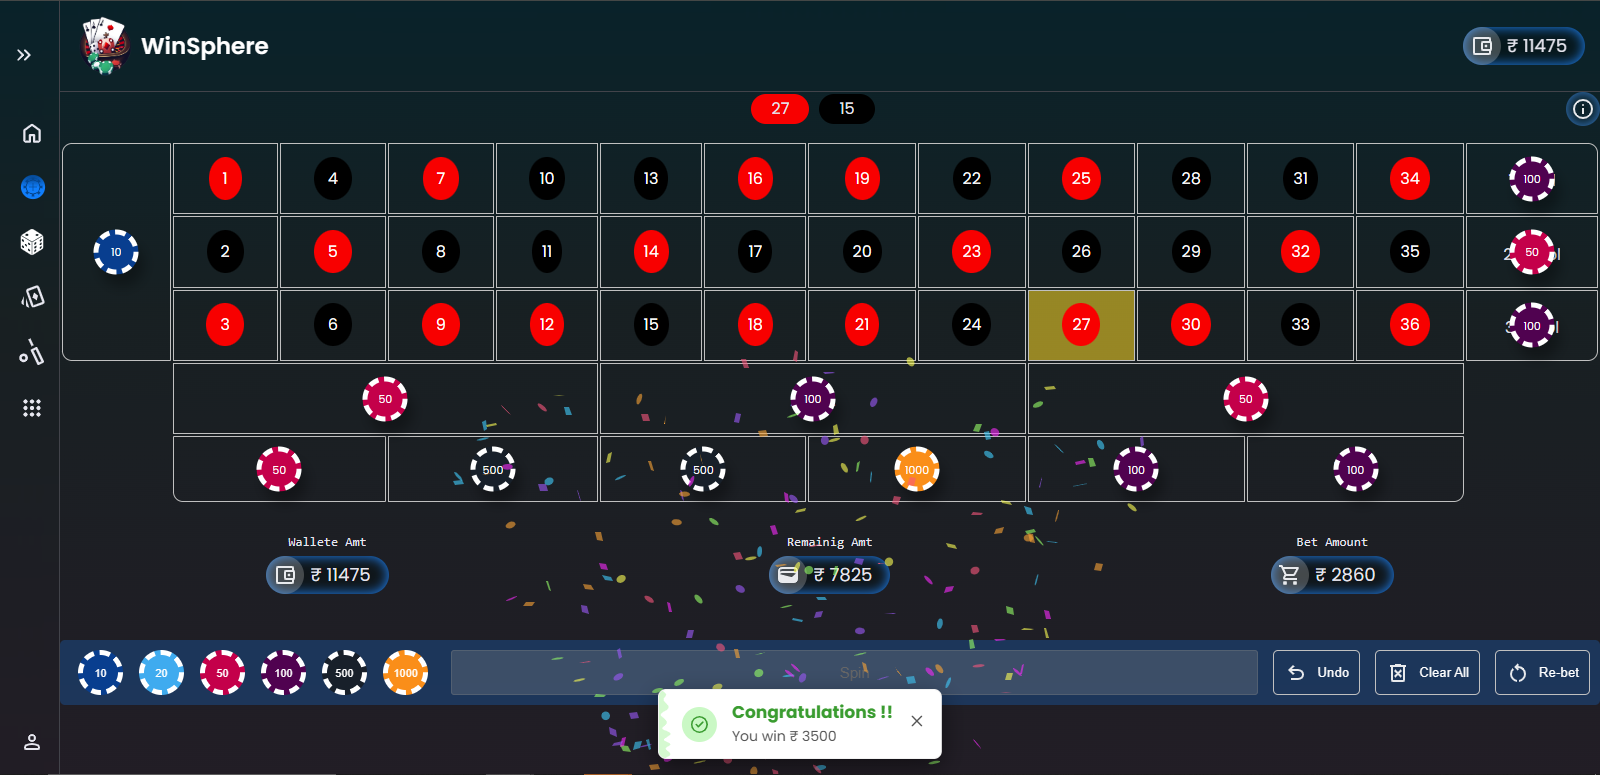 WinSphere
₹ 11475
27 15
1 4 7 10 13 16 19 22 25 28 31 34 100
10 2 5 8 11 14 17 20 23 26 29 32 35 50
3 6 9 12 15 18 21 24 27 30 33 36 100
50 100 50
50 500 500 1000 100 100
Wallete Amt Remainig Amt Bet Amount
₹ 11475 ₹ 7825 ₹ 2860
10 20 50 100 500 1000 Spin Undo Clear All Re-bet
Congratulations !!
You win ₹ 3500